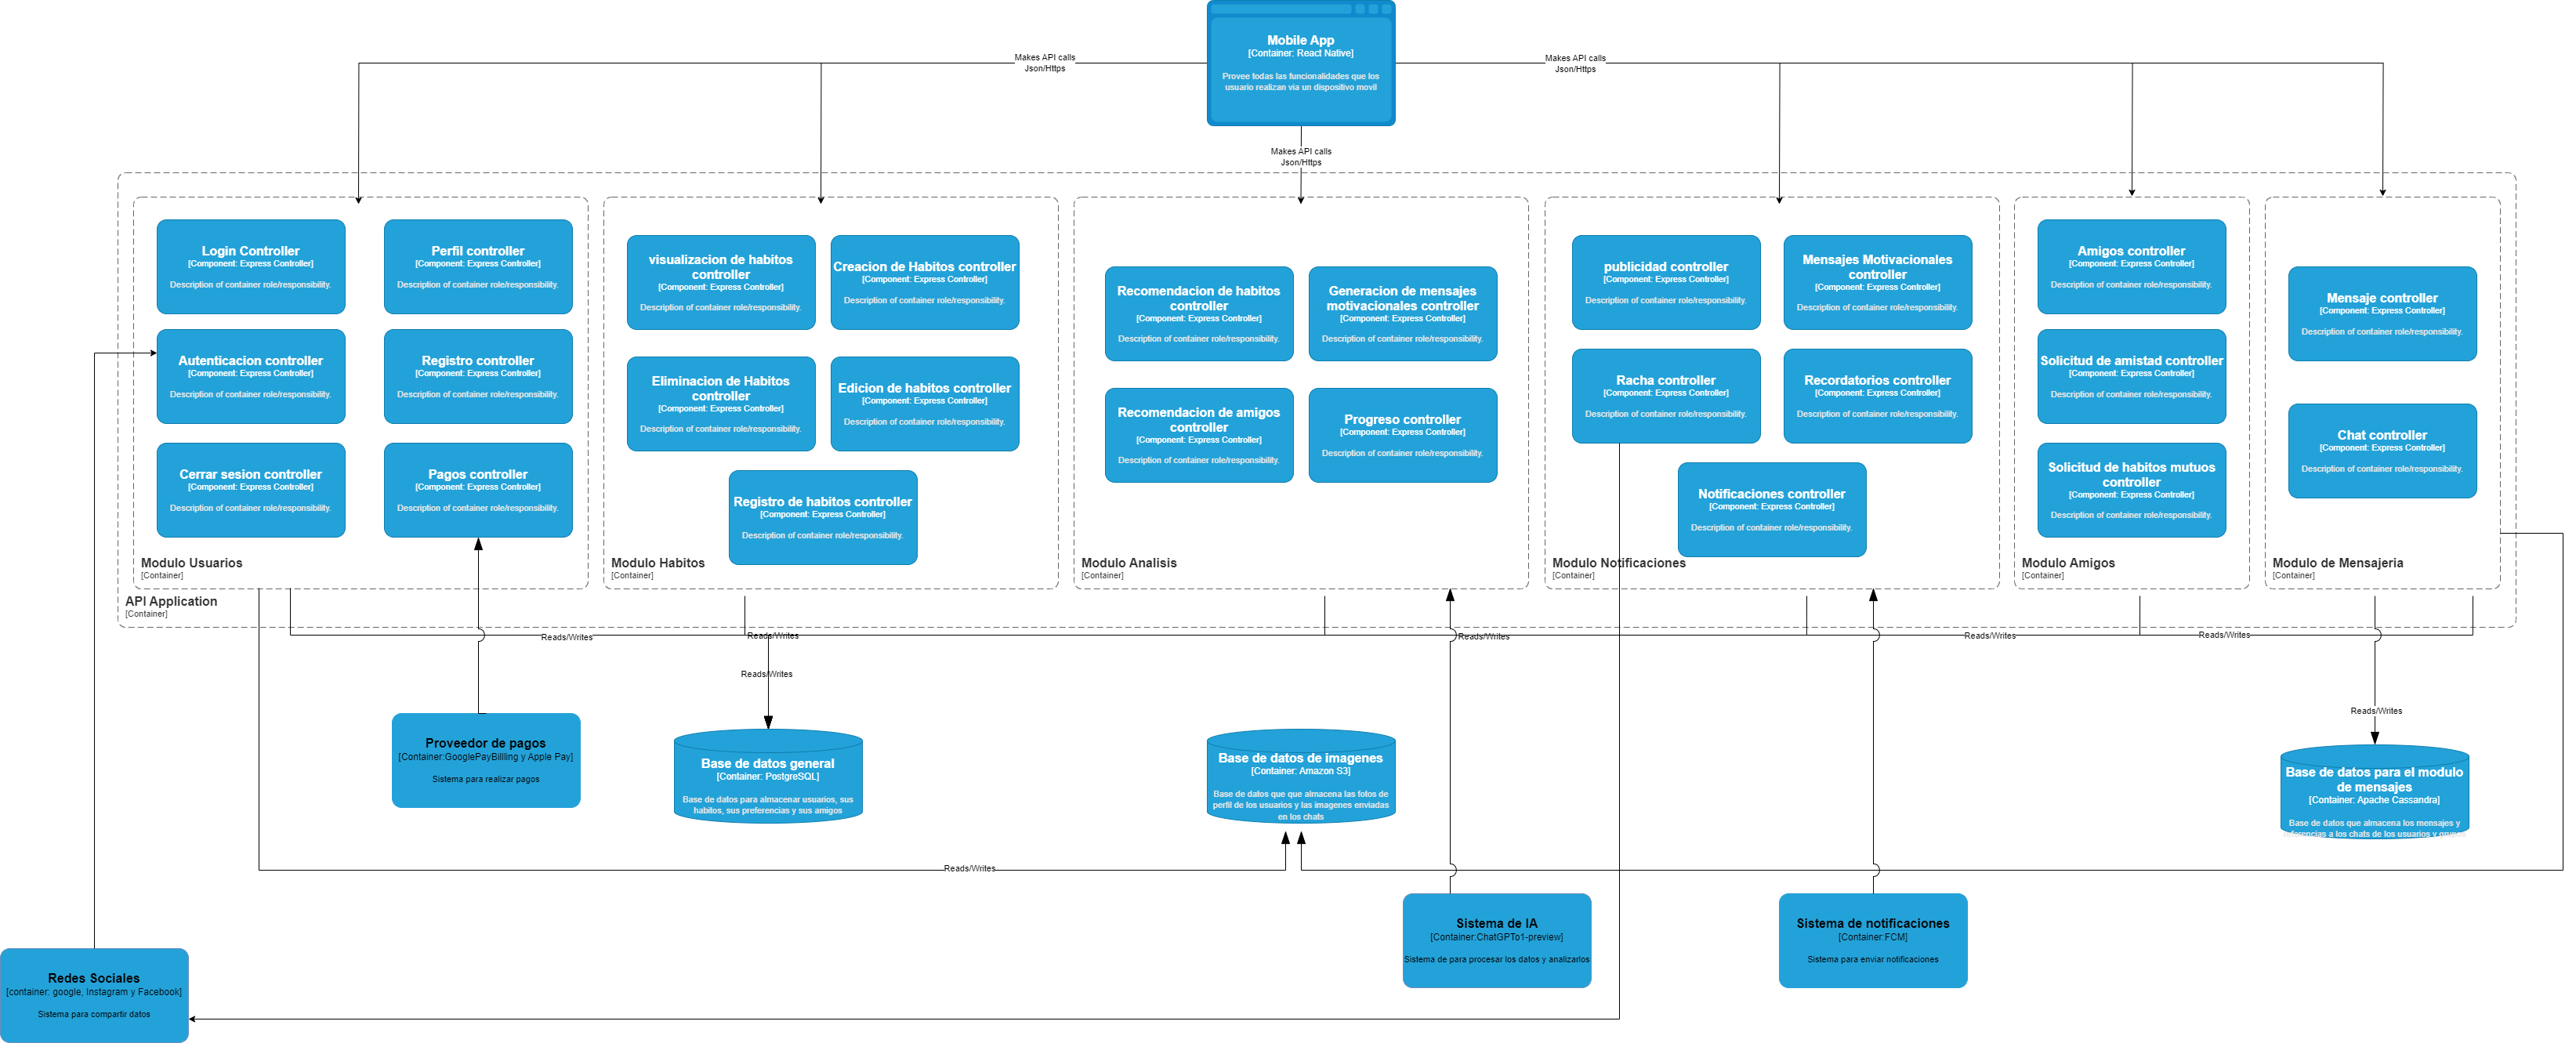 Mobile App
[Container: React Native]
Provee todas las funcionalidades que los
usuario realizan via un dispositivo movil
Makes API calls
Json/Https
Makes API calls
Json/Https
Makes API calls
Json/Https
Login Controller
[Component: Express Controller]
Description of container role/responsibility.
Perfil controller
[Component: Express Controller]
Description of container role/responsibility.
Autenticacion controller
[Component: Express Controller]
Description of container role/responsibility.
Registro controller
[Component: Express Controller]
Description of container role/responsibility.
Cerrar sesion controller
[Component: Express Controller]
Description of container role/responsibility.
Pagos controller
[Component: Express Controller]
Description of container role/responsibility.
Modulo Usuarios
[Container]
visualizacion de habitos
controller
[Component: Express Controller]
Description of container role/responsibility.
Creacion de Habitos controller
[Component: Express Controller]
Description of container role/responsibility.
Eliminacion de Habitos
controller
[Component: Express Controller]
Description of container role/responsibility.
Edicion de habitos controller
[Component: Express Controller]
Description of container role/responsibility.
Registro de habitos controller
[Component: Express Controller]
Description of container role/responsibility.
Modulo Habitos
[Container]
Recomendacion de habitos
controller
[Component: Express Controller]
Description of container role/responsibility.
Generacion de mensajes
motivacionales controller
[Component: Express Controller]
Description of container role/responsibility.
Recomendacion de amigos
controller
[Component: Express Controller]
Description of container role/responsibility.
Progreso controller
[Component: Express Controller]
Description of container role/responsibility.
Modulo Analisis
[Container]
publicidad controller
[Component: Express Controller]
Description of container role/responsibility.
Mensajes Motivacionales
controller
[Component: Express Controller]
Description of container role/responsibility.
Racha controller
[Component: Express Controller]
Description of container role/responsibility.
Recordatorios controller
[Component: Express Controller]
Description of container role/responsibility.
Notificaciones controller
[Component: Express Controller]
Description of container role/responsibility.
Modulo Notificaciones
[Container]
Amigos controller
[Component: Express Controller]
Description of container role/responsibility.
Solicitud de amistad controller
[Component: Express Controller]
Description of container role/responsibility.
Solicitud de habitos mutuos
controller
[Component: Express Controller]
Description of container role/responsibility.
Modulo Amigos
[Container]
Mensaje controller
[Component: Express Controller]
Description of container role/responsibility.
Chat controller
[Component: Express Controller]
Description of container role/responsibility.
Modulo de Mensajeria
[Container]
API Application
[Container]
Reads/Writes
Reads/Writes
Reads/Writes
Reads/Writes
Reads/Writes
Reads/Writes
Reads/Writes
Reads/Writes
Proveedor de pagos
[Container:GooglePayBillling y Apple Pay]
Sistema para realizar pagos
Base de datos general
[Container: PostgreSQL]
Base de datos para almacenar usuarios, sus
habitos, sus preferencias y sus amigos
Base de datos de imagenes
[Container: Amazon S3]
Base de datos que que almacena las fotos de
perfil de los usuarios y las imagenes enviadas
en los chats
Base de datos para el modulo
de mensajes
[Container: Apache Cassandra]
Base de datos que almacena los mensajes y
referencias a los chats de los usuarios y grupos
Sistema de IA
[Container:ChatGPTo1-preview]
Sistema de para procesar los datos y analizarlos
Sistema de notificaciones
[Container:FCM]
Sistema para enviar notificaciones
Redes Sociales
[container: google, Instagram y Facebook]
Sistema para compartir datos